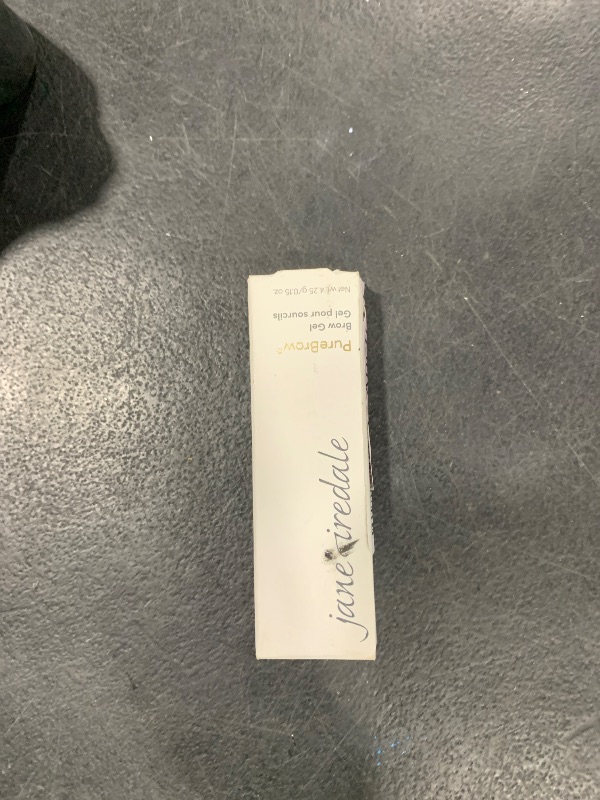 jane iredale
PureBrow®
Brow Gel
Gel pour sourcils
Net wt. 4.25 g/0.15 oz.